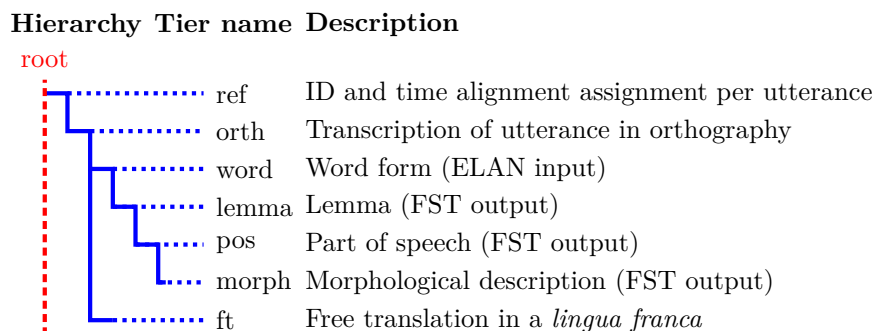 Hierarchy Tier name Description
root
ref ID and time alignment assignment per utterance
orth Transcription of utterance in orthography
word Word form (ELAN input)
lemma Lemma (FST output)
pos Part of speech (FST output)
morph Morphological description (FST output)
ft Free translation in a lingua franca